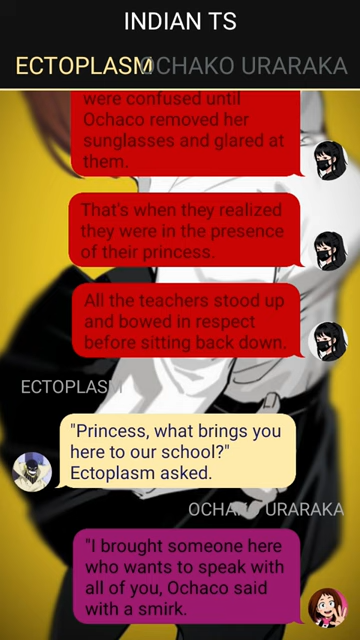 INDIAN TS
ECTOPLASM OCHAKO URARAKA
were confused until
Ochaco removed her
sunglasses and glared at
them.
That's when they realized
they were in the presence
of their princess.
All the teachers stood up
and bowed in respect
before sitting back down.
ECTOPLASM
"Princess, what brings you
here to our school?"
Ectoplasm asked.
OCHAKO URARAKA
"I brought someone here
who wants to speak with
all of you, Ochaco said
with a smirk.